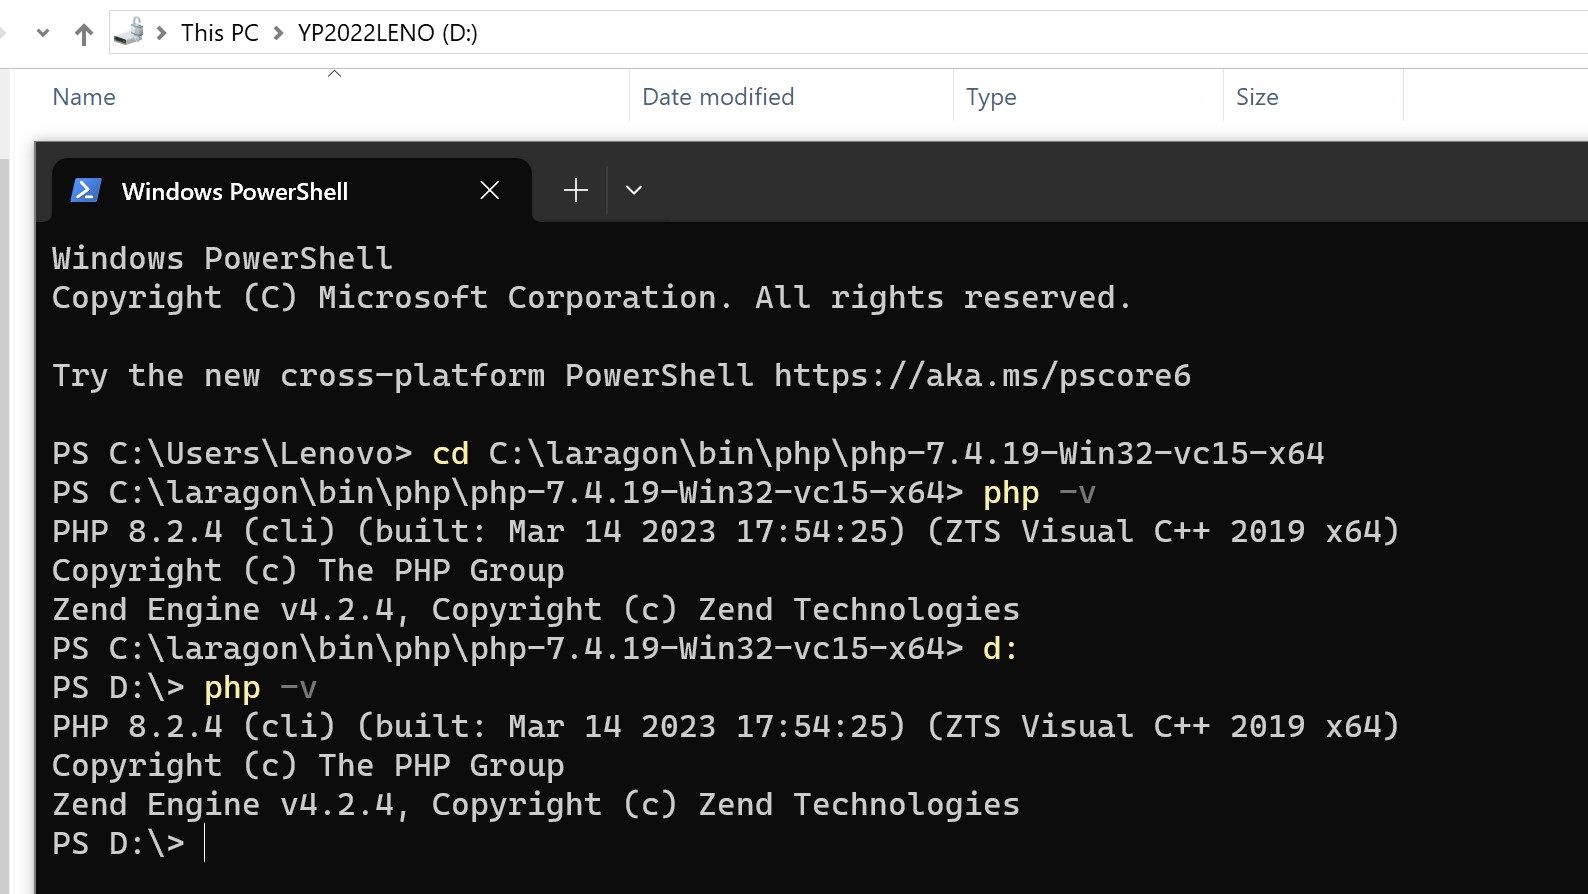 This PC > YP2022LENO (D:)
Name Date modified Type Size
Windows PowerShell
Windows PowerShell
Copyright (C) Microsoft Corporation. All rights reserved.
Try the new cross-platform PowerShell https://aka.ms/pscore6
PS C:\Users\Lenovo> cd C:\laragon\bin\php\php-7.4.19-Win32-vc15-x64
PS C:\laragon\bin\php\php-7.4.19-Win32-vc15-x64> php -v
PHP 8.2.4 (cli) (built: Mar 14 2023 17:54:25) (ZTS Visual C++ 2019 x64)
Copyright (c) The PHP Group
Zend Engine v4.2.4, Copyright (c) Zend Technologies
PS C:\laragon\bin\php\php-7.4.19-Win32-vc15-x64> d:
PS D:\> php -v
PHP 8.2.4 (cli) (built: Mar 14 2023 17:54:25) (ZTS Visual C++ 2019 x64)
Copyright (c) The PHP Group
Zend Engine v4.2.4, Copyright (c) Zend Technologies
PS D:\>